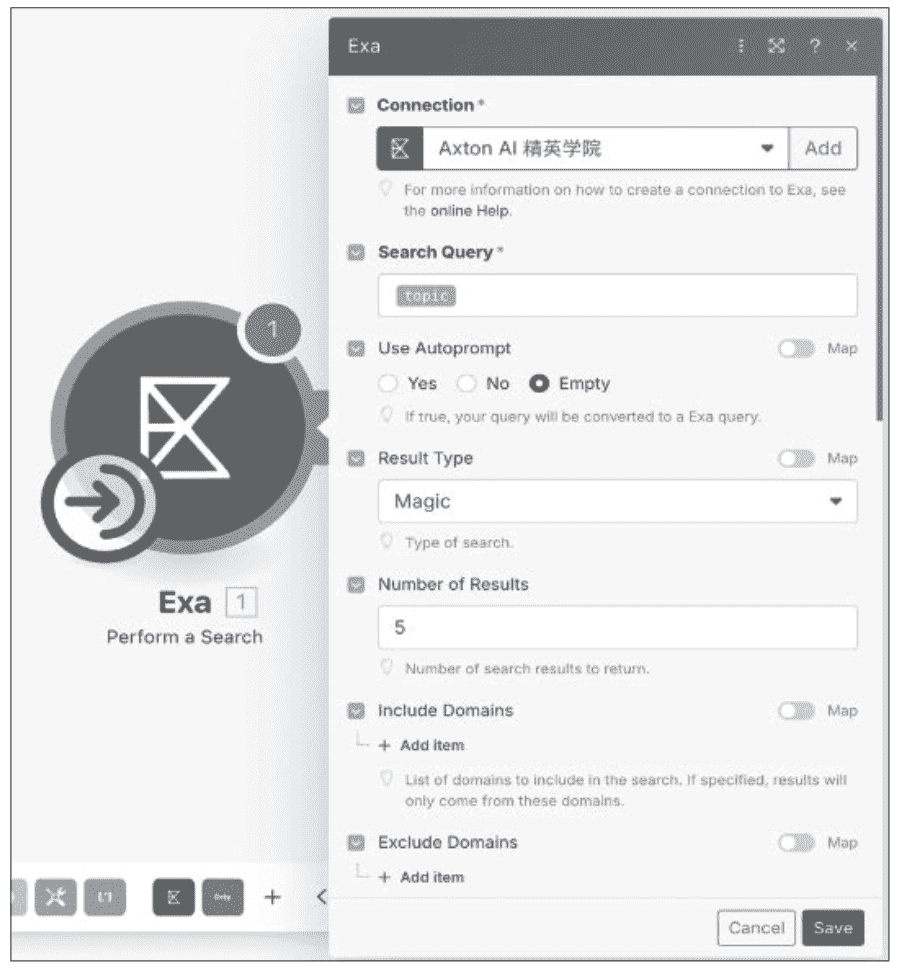 Exa
?
Connection *
Axton AI 精英学院
Add
For more information on how to create a connection to Exa, see
the online Help.
Search Query *
topic
Use Autoprompt
Map
Yes
No
Empty
If true, your query will be converted to a Exa query.
Result Type
Map
Magic
Type of search.
Number of Results
5
Number of search results to return.
Include Domains
Map
+ Add item
List of domains to include in the search. If specified, results will
only come from these domains.
Exclude Domains
Map
+ Add item
Cancel
Save
1
Exa 1
Perform a Search